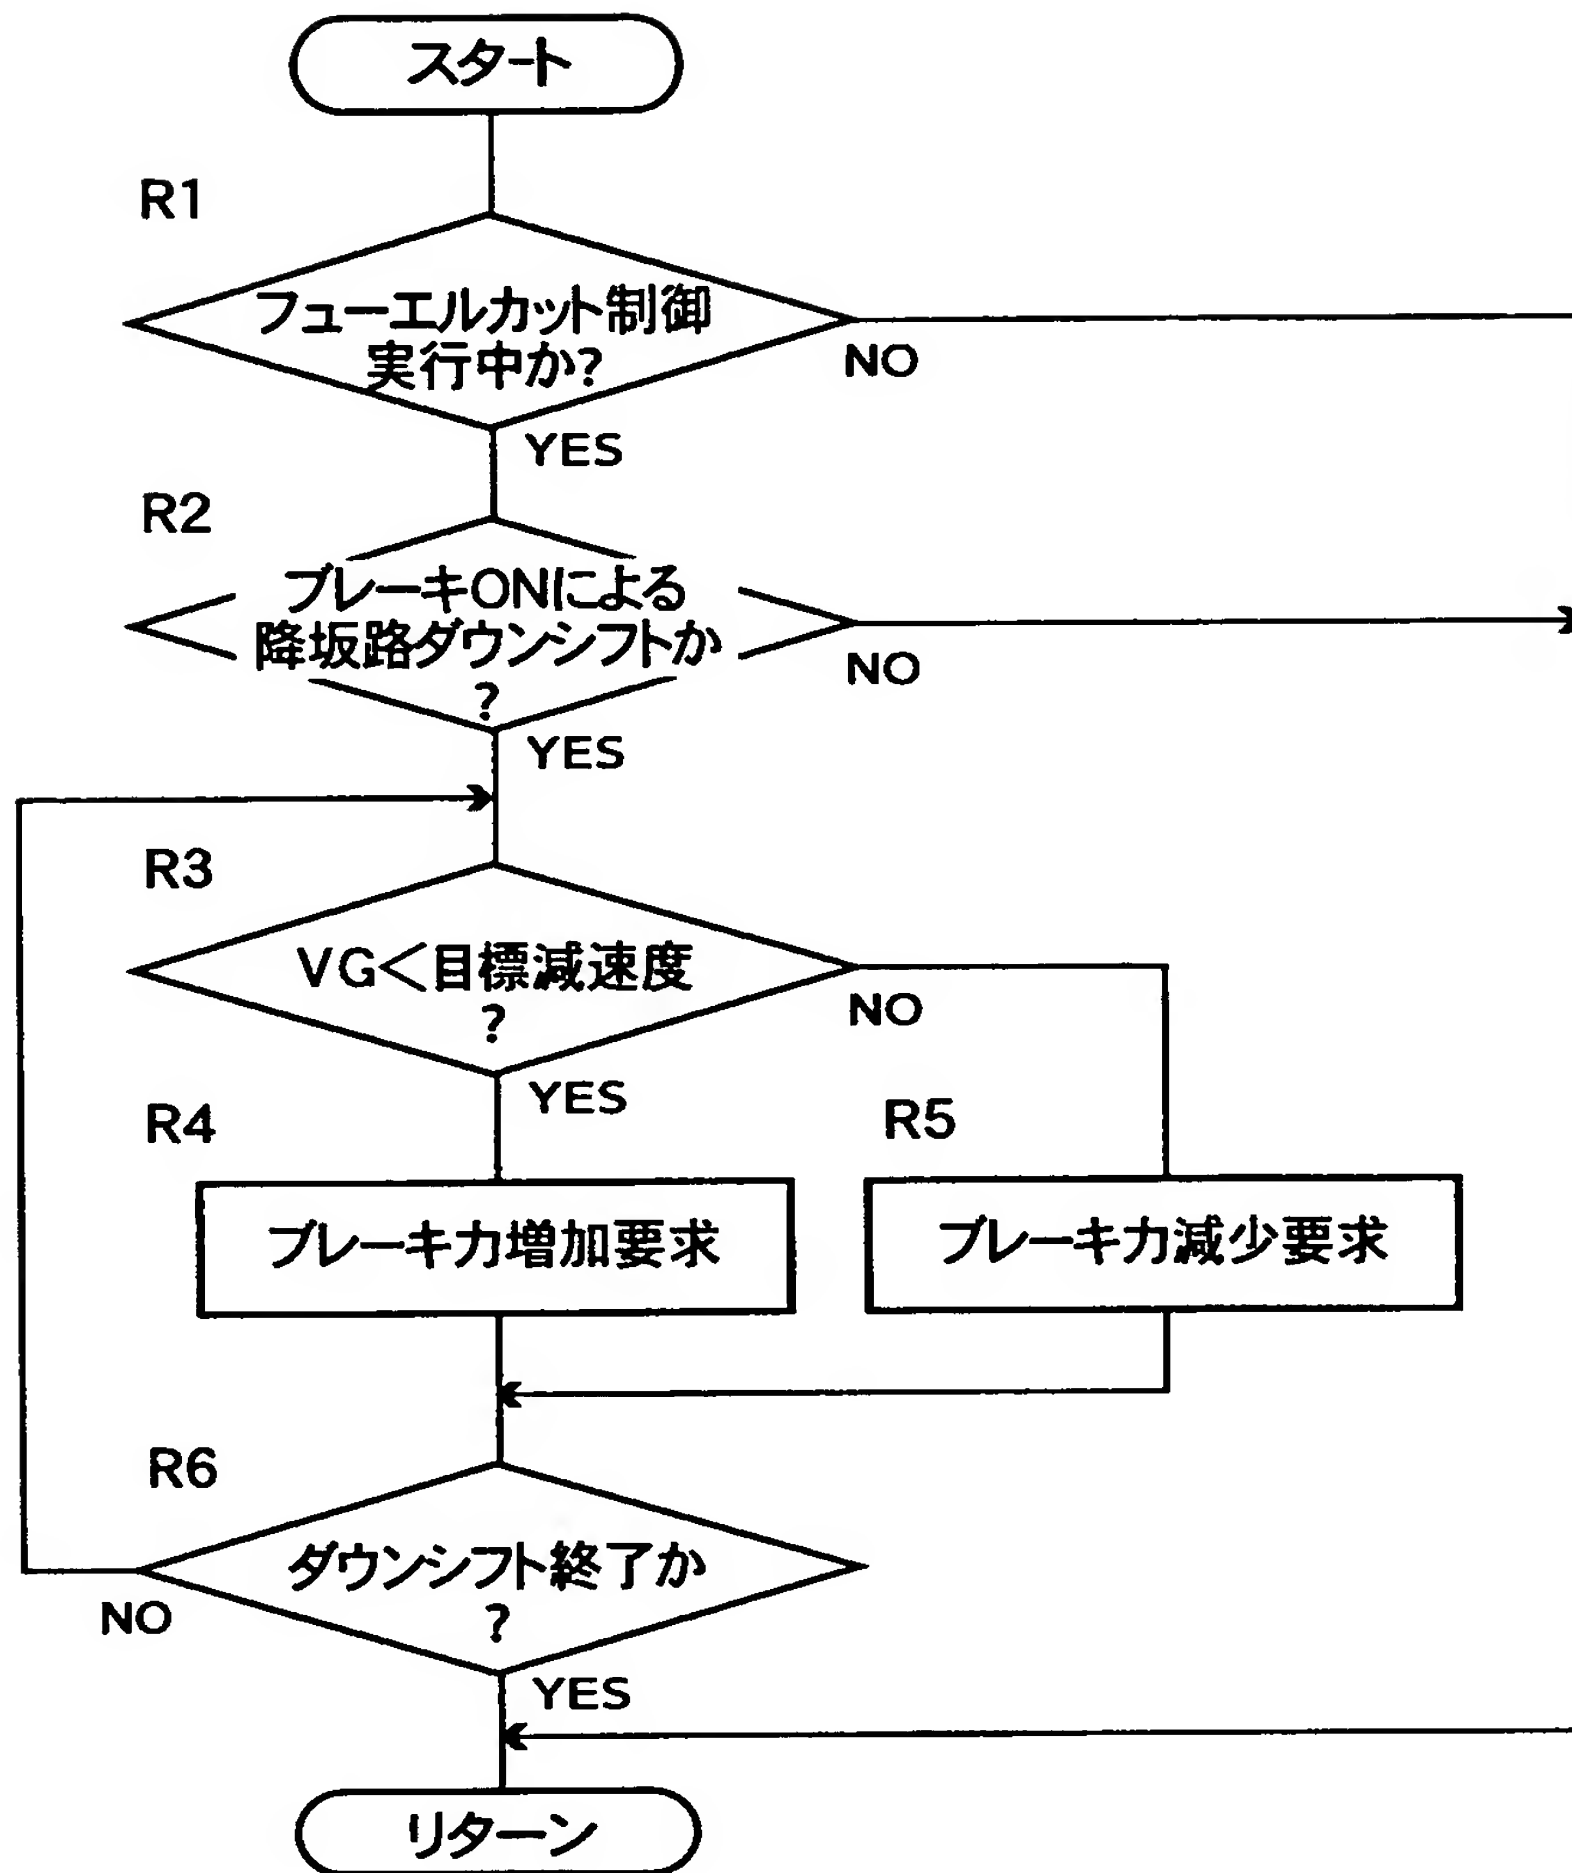 スタート
R1
フューエルカット制御
実行中か?
NO
YES
R2
ブレーキONによる
降坂路ダウンシフトか
?
NO
YES
R3
VG<目標減速度
?
NO
YES
R4
R5
ブレーキ力増加要求
ブレーキ力減少要求
R6
ダウンシフト終了か
?
NO
YES
リターン